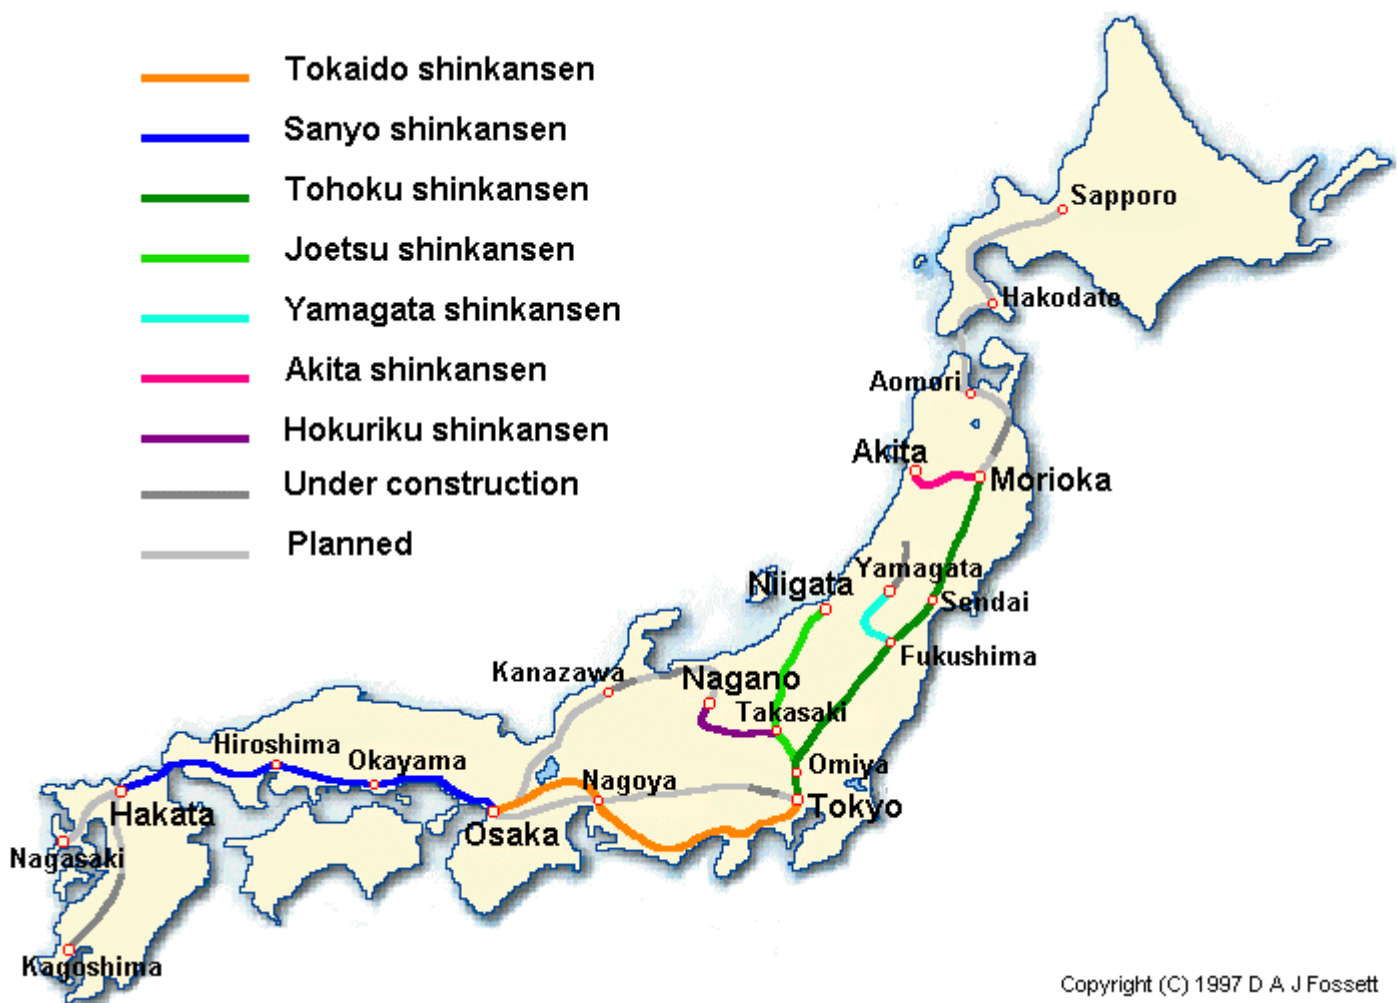 Tokaido shinkansen
Sanyo shinkansen
Tohoku shinkansen
Joetsu shinkansen
Yamagata shinkansen
Akita shinkansen
Hokuriku shinkansen
Under construction
Planned
Sapporo
Hakodate
Aomori
Akita
Morioka
Yamagata
Niigata
Sendai
Fukushima
Kanazawa
Nagano
Takasaki
Hiroshima
Okayama
Nagoya
Omiya
Hakata
Osaka
Tokyo
Nagasaki
Kagoshima
Copyright (C) 1997 D A J Fossett